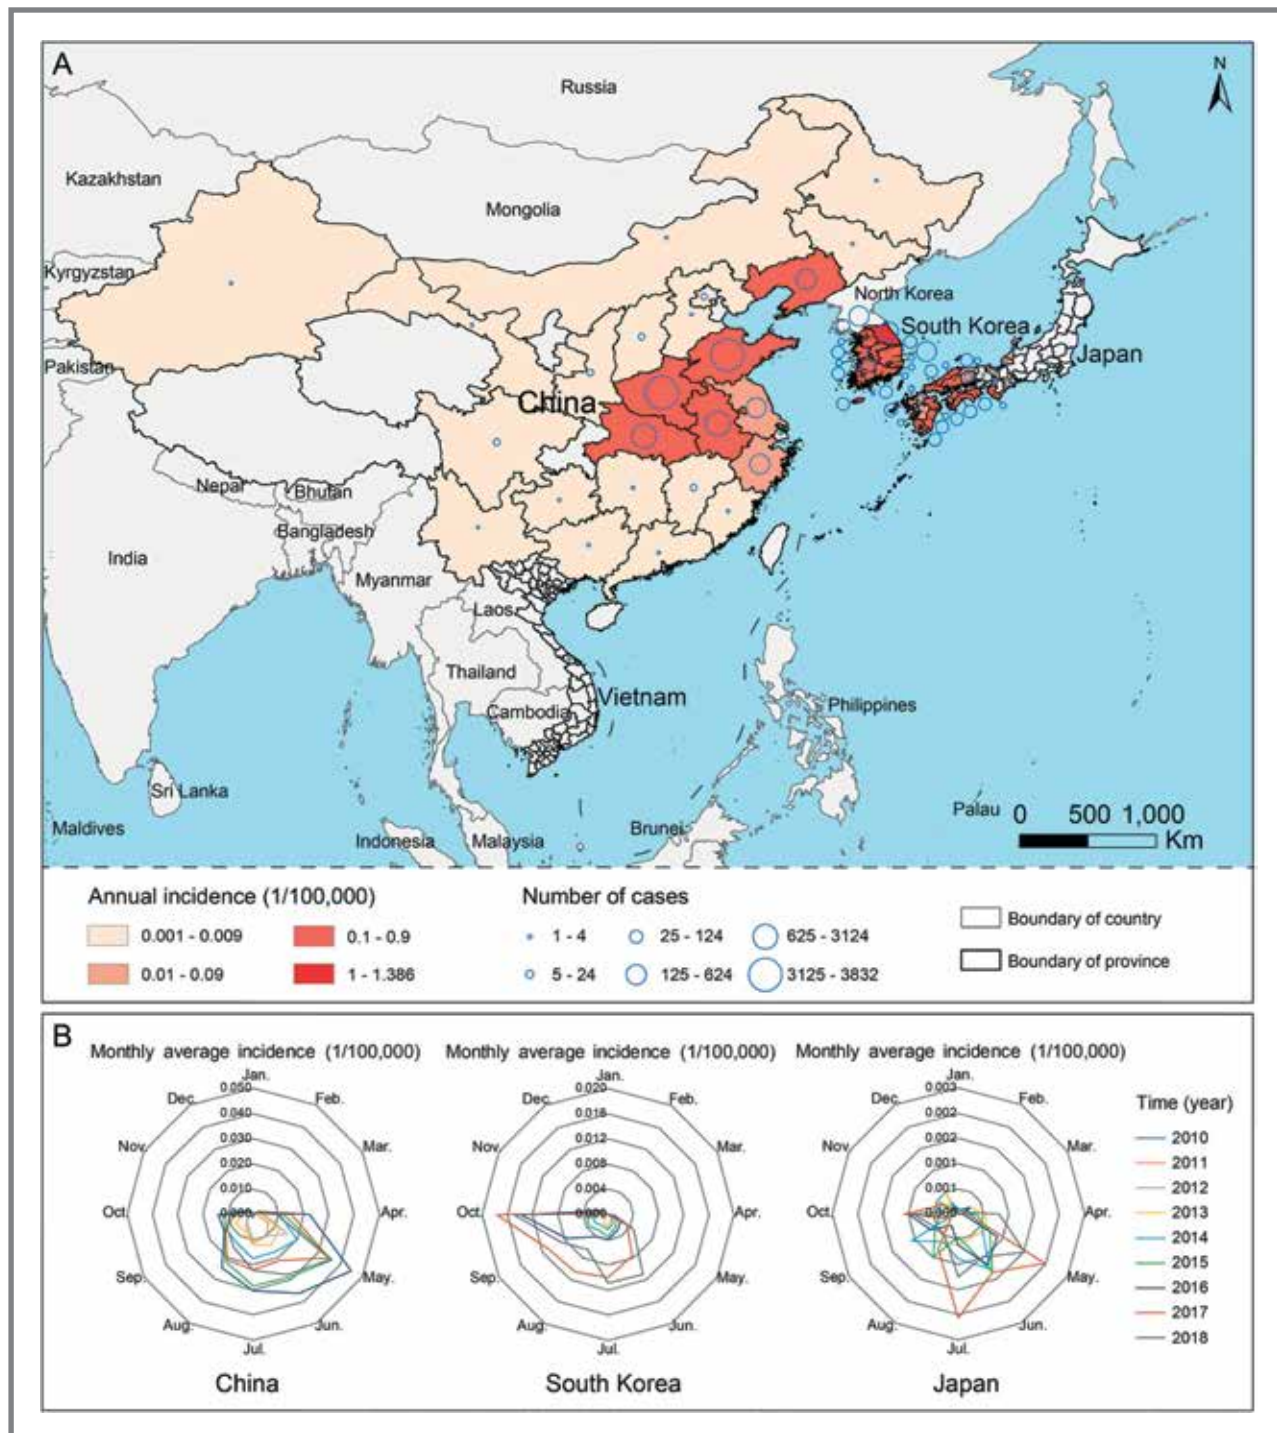 A
N
Russia
Kazakhstan
Mongolia
Kyrgyzstan
North Korea
South Korea
Japan
Pakistan
China
Nepal
Bhutan
Bangladesh
India
Myanmar
Laos
Thailand
Vietnam
Cambodia
Philippines
Sri Lanka
Palau
0 500 1,000
Km
Maldives
Indonesia
Malaysia
Brunei
Annual incidence (1/100,000)
0.001 - 0.009
0.1 - 0.9
0.01 - 0.09
1 - 1.386
Number of cases
1 - 4
25 - 124
625 - 3124
5 - 24
125 - 624
3125 - 3832
Boundary of country
Boundary of province
B
Monthly average incidence (1/100,000)
Jan.
Feb.
Mar.
Apr.
May.
Jun.
Jul.
Aug.
Sep.
Oct.
Nov.
Dec.
0.050
0.040
0.030
0.020
0.010
0.000
China
Monthly average incidence (1/100,000)
Jan.
Feb.
Mar.
Apr.
May.
Jun.
Jul.
Aug.
Sep.
Oct.
Nov.
Dec.
0.020
0.016
0.012
0.008
0.004
0.000
South Korea
Monthly average incidence (1/100,000)
Jan.
Feb.
Mar.
Apr.
May.
Jun.
Jul.
Aug.
Sep.
Oct.
Nov.
Dec.
0.003
0.002
0.002
0.001
0.001
0.000
Japan
Time (year)
2010
2011
2012
2013
2014
2015
2016
2017
2018